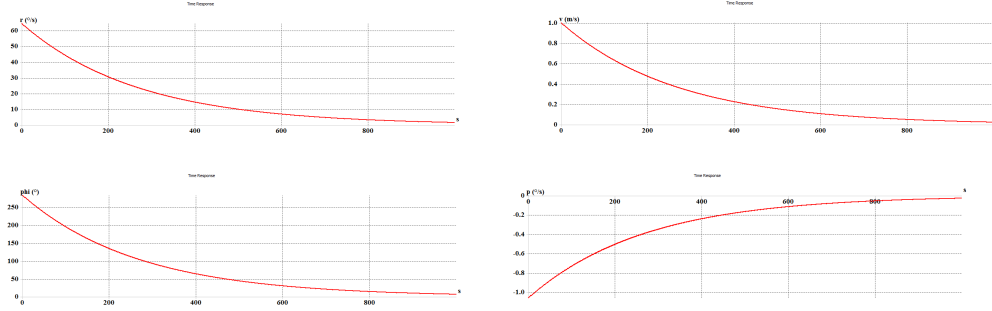 Time Response
r (°/s)
60
50
40
30
20
10
0
0 200 400 600 800 s
Time Response
v (m/s)
1.0
0.8
0.6
0.4
0.2
0
0 200 400 600 800
Time Response
phi (°)
250
200
150
100
50
0
0 200 400 600 800 s
Time Response
p (°/s)
s
0
200 400 600 800
-0.2
-0.4
-0.6
-0.8
-1.0